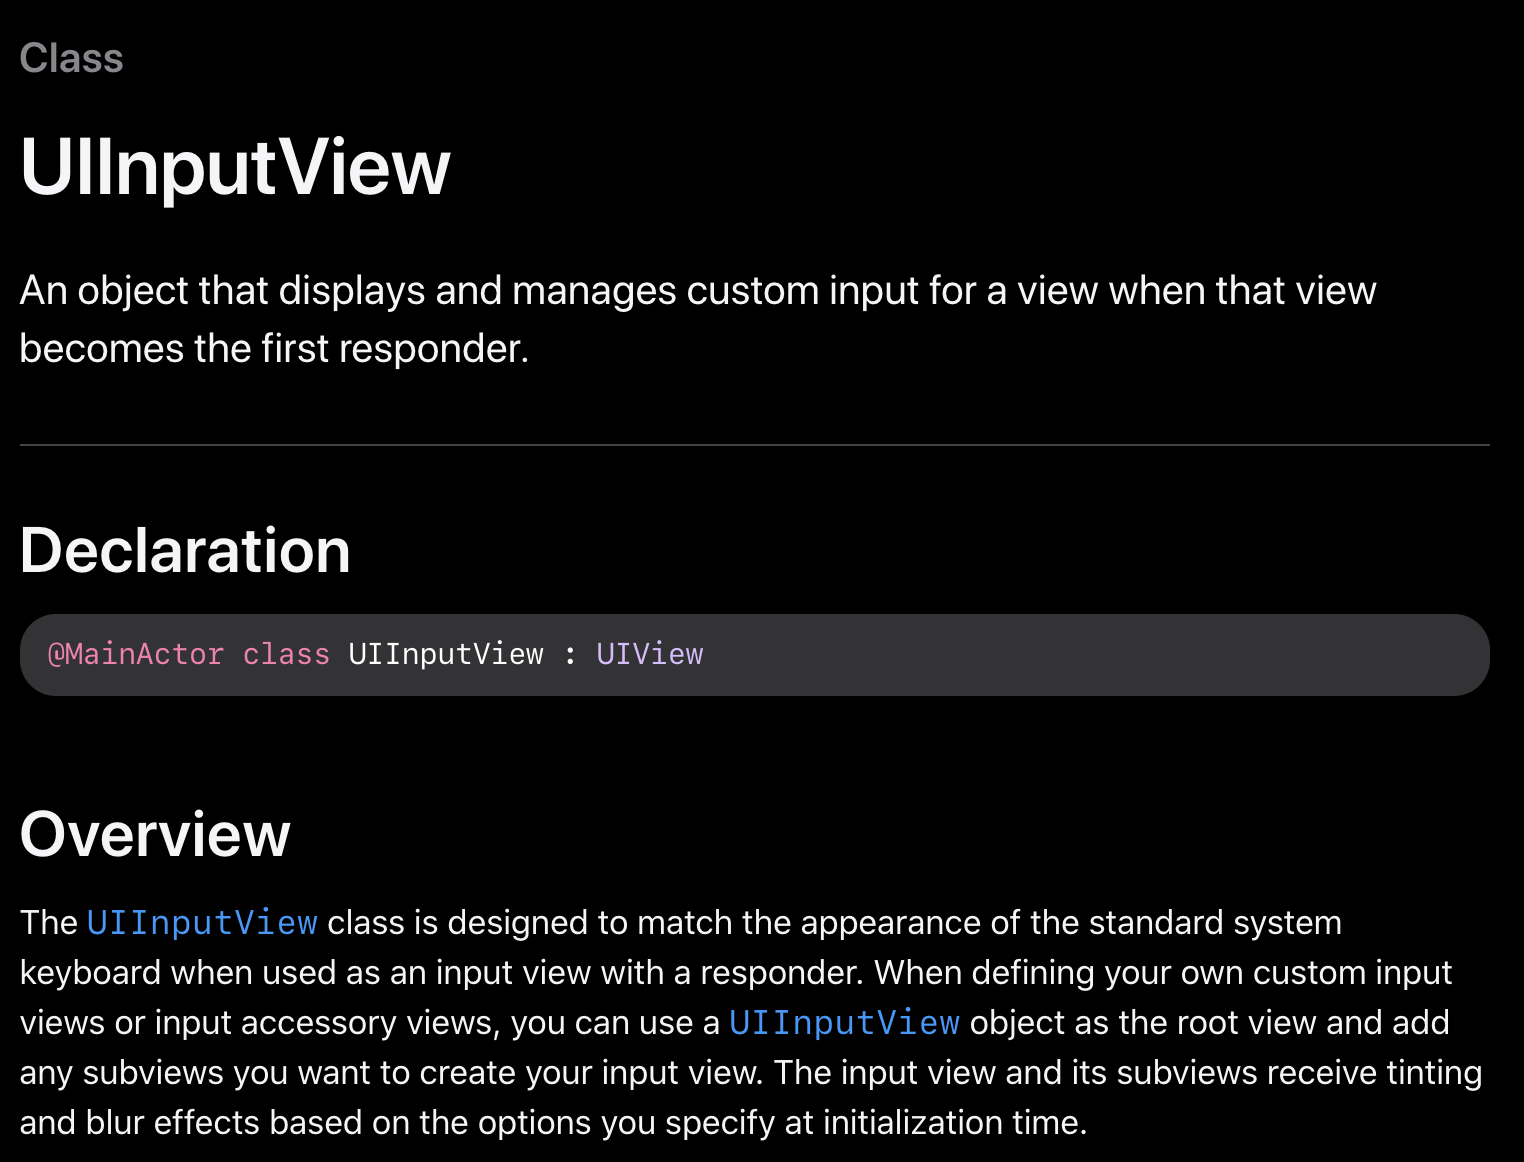 Class
UIInputView
An object that displays and manages custom input for a view when that view
becomes the first responder.
Declaration
@MainActor class UIInputView : UIView
Overview
The UIInputView class is designed to match the appearance of the standard system
keyboard when used as an input view with a responder. When defining your own custom input
views or input accessory views, you can use a UIInputView object as the root view and add
any subviews you want to create your input view. The input view and its subviews receive tinting
and blur effects based on the options you specify at initialization time.